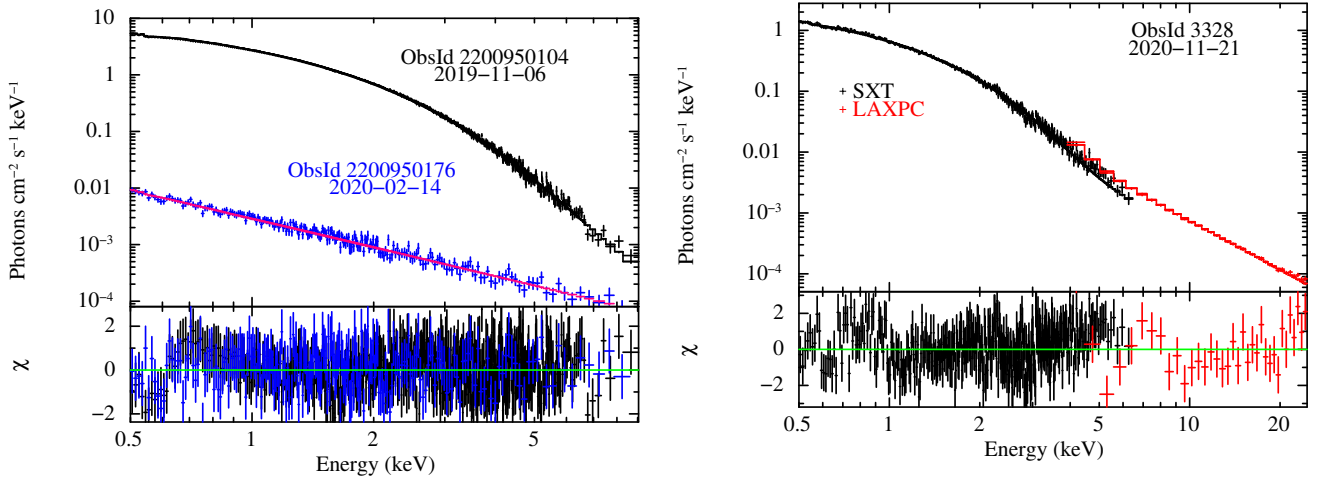 10
1
0.1
0.01
10−3
10−4
Photons cm−2 s−1 keV−1
ObsId 2200950104
2019−11−06
ObsId 2200950176
2020−02−14
2
0
−2
χ
0.5
1
2
5
Energy (keV)
1
0.1
0.01
10−3
10−4
Photons cm−2 s−1 keV−1
ObsId 3328
2020−11−21
+ SXT
+ LAXPC
2
0
−2
χ
0.5
1
2
5
10
20
Energy (keV)